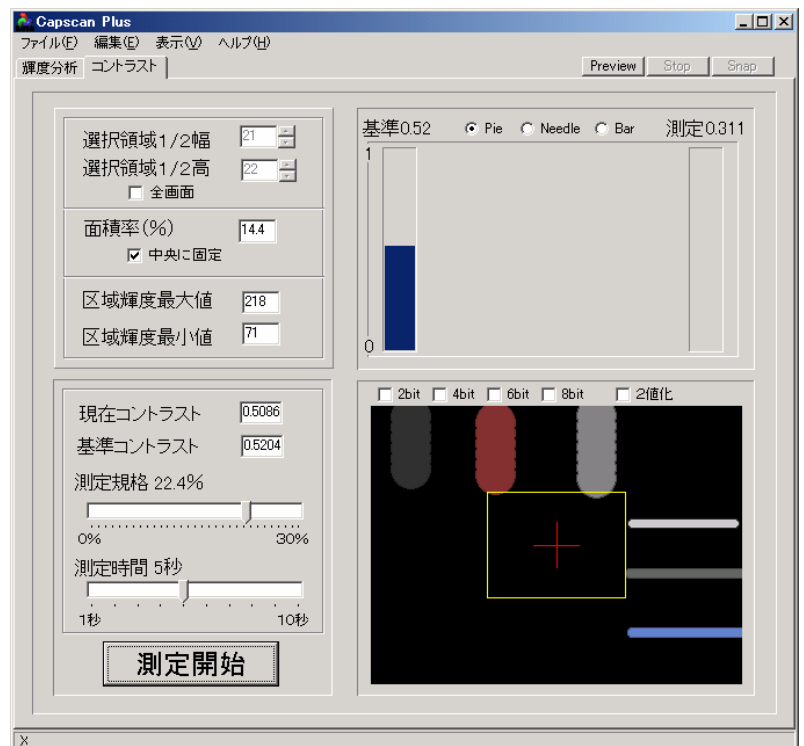 Capscan Plus
ファイル(F) 編集(E) 表示(V) ヘルプ(H)
輝度分析 コントラスト
Preview Stop Snap
選択領域1/2幅 21
選択領域1/2高 22
全画面
面積率(%) 14.4
中央に固定
区域輝度最大値 218
区域輝度最小値 71
基準0.52 Pie Needle Bar 測定0.311
1
0
現在コントラスト 0.5086
基準コントラスト 0.5204
測定規格 22.4%
0% 30%
測定時間 5秒
1秒 10秒
測定開始
2bit 4bit 6bit 8bit 2値化
X